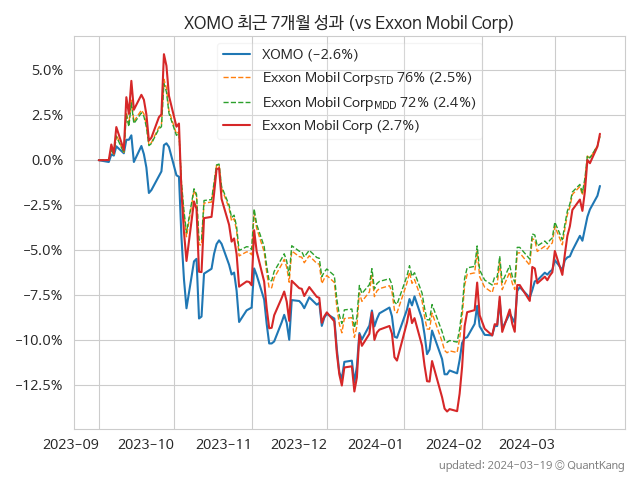 XOMO 최근 7개월 성과 (vs Exxon Mobil Corp)
XOMO (−2.6%)
Exxon Mobil Corp_STD 76% (2.5%)
Exxon Mobil Corp_MDD 72% (2.4%)
Exxon Mobil Corp (2.7%)
5.0%
2.5%
0.0%
−2.5%
−5.0%
−7.5%
−10.0%
−12.5%
2023-09 2023-10 2023-11 2023-12 2024-01 2024-02 2024-03
updated: 2024-03-19 © QuantKang